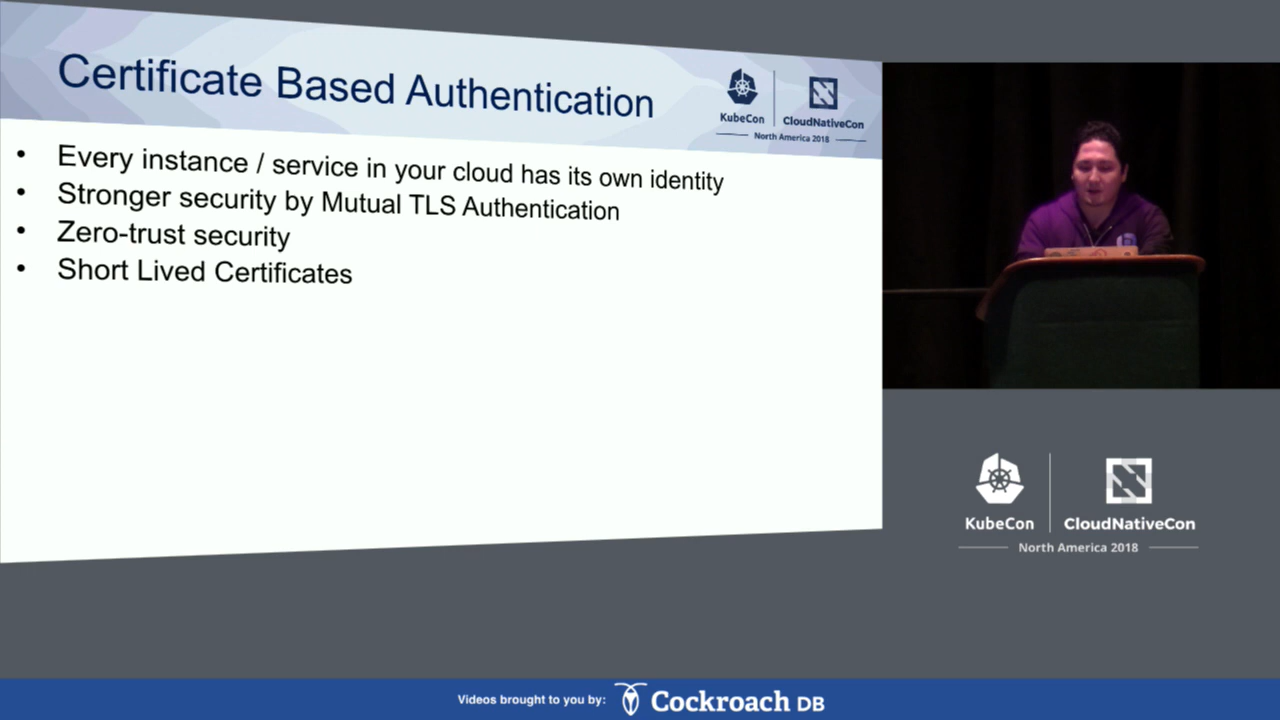 Certificate Based Authentication
KubeCon
CloudNativeCon
North America 2018
• Every instance / service in your cloud has its own identity
• Stronger security by Mutual TLS Authentication
• Zero-trust security
• Short Lived Certificates
KubeCon
CloudNativeCon
North America 2018
Videos brought to you by: Cockroach DB